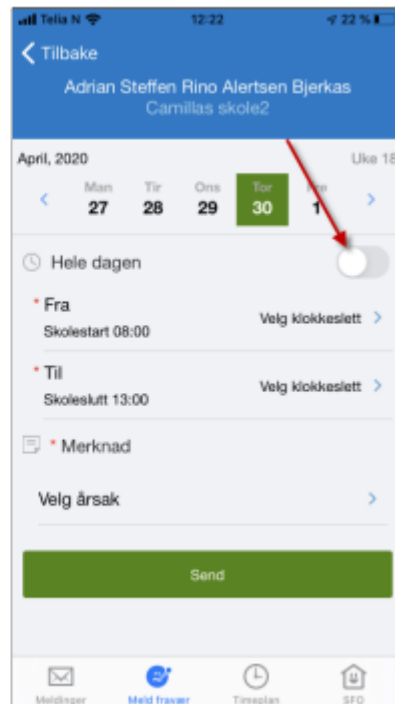 Telia N 12:22 22 %
Tilbake
Adrian Steffen Rino Alertsen Bjerkas
Camillas skole2
April, 2020 Uke 18
Man Tir Ons Tor
27 28 29 30 1
Hele dagen
* Fra
Velg klokkeslett
Skolestart 08:00
* Til
Velg klokkeslett
Skoleslutt 13:00
* Merknad
Velg årsak
Send
Meldinger Meld fravær Timeplan SFO